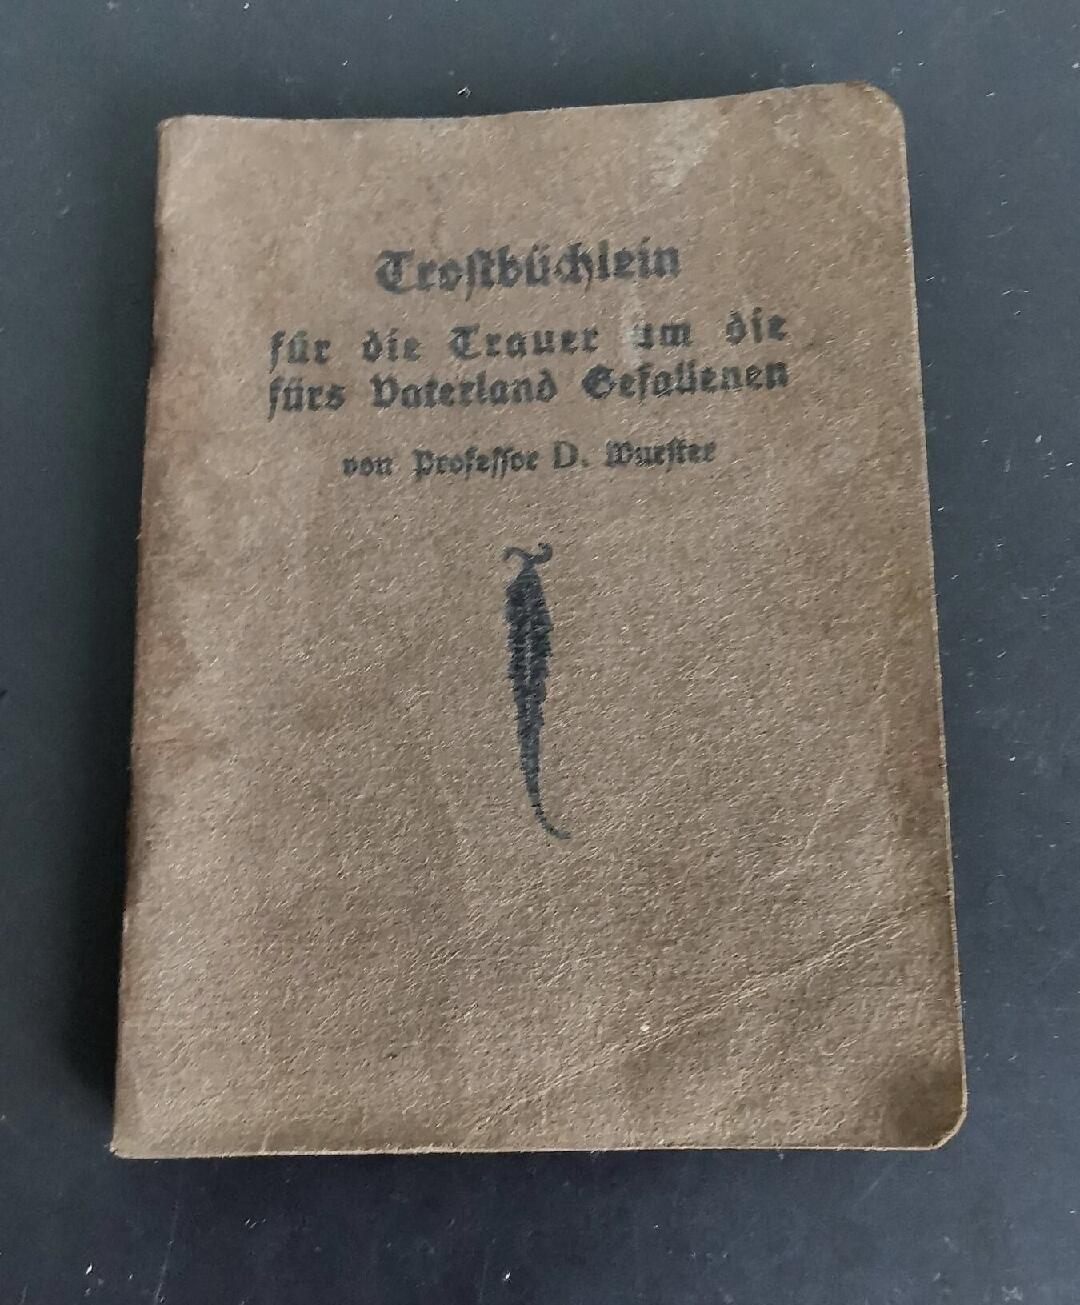 Trostbüchlein
für die Trauer um die
fürs Vaterland Gefallenen
von Professor D. Wurster